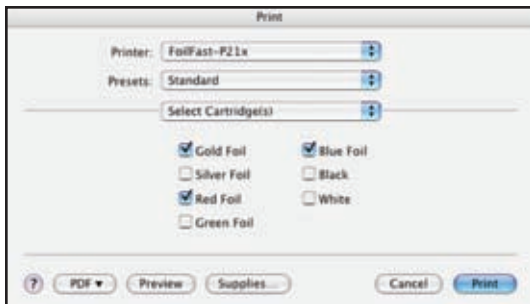 Print
Printer: FoilFast-P21x
Presets: Standard
Select Cartridge(s)
Gold Foil Blue Foil
Silver Foil Black
Red Foil White
Green Foil
? PDF ▼ Preview Supplies... Cancel Print